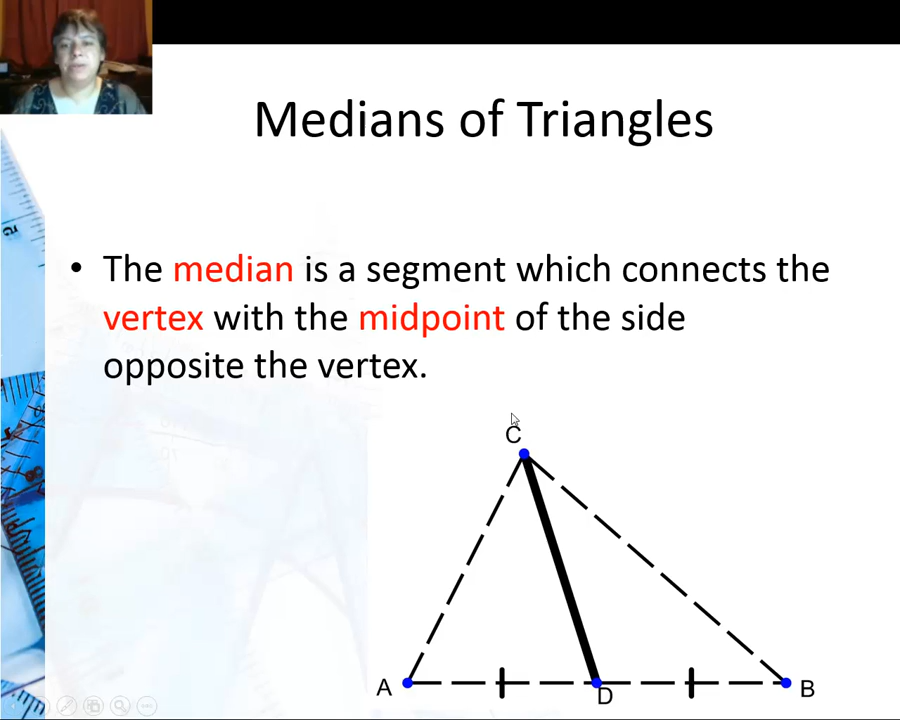 Medians of Triangles
• The median is a segment which connects the
vertex with the midpoint of the side
opposite the vertex.
C
A
D
B